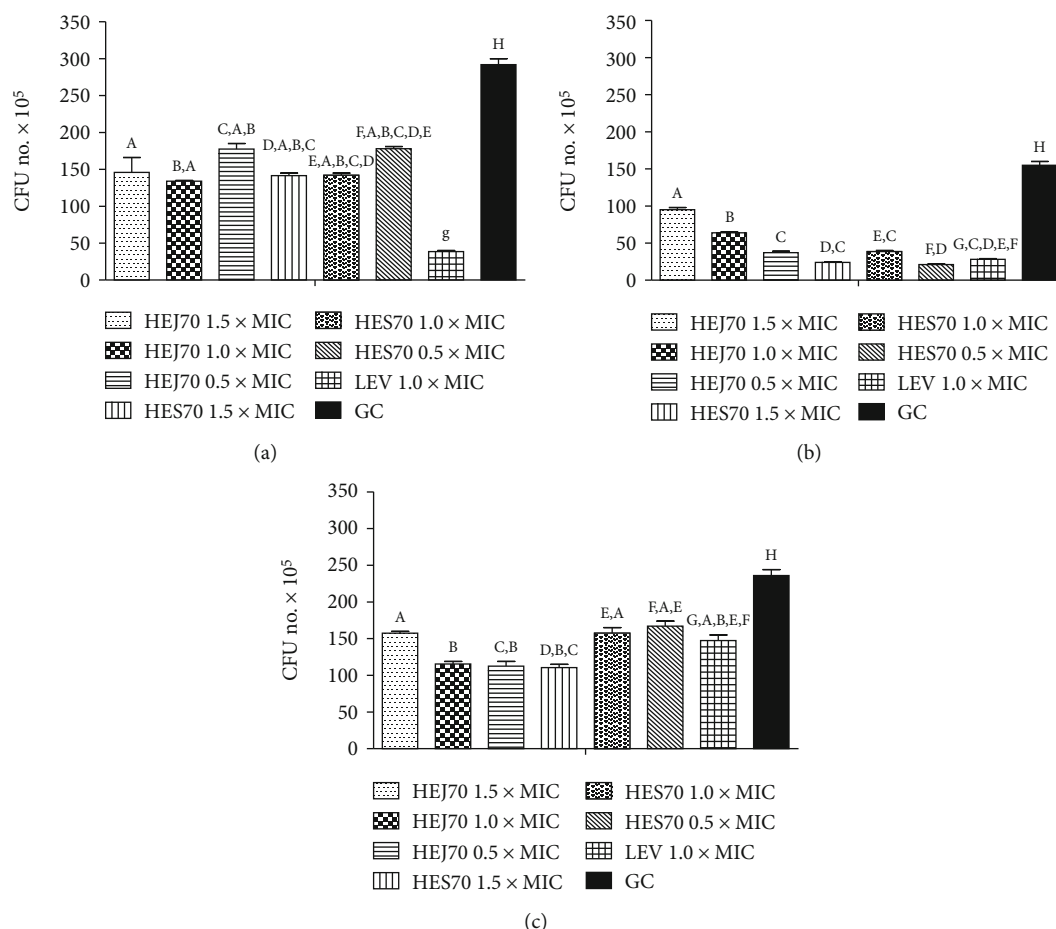 350
300
250
200
150
100
50
0
CFU no. × 10⁵
A
B,A
C,A,B
D,A,B,C
E,A,B,C,D
F,A,B,C,D,E
g
H
HEJ70 1.5 × MIC
HEJ70 1.0 × MIC
HEJ70 0.5 × MIC
HES70 1.5 × MIC
HES70 1.0 × MIC
HES70 0.5 × MIC
LEV 1.0 × MIC
GC
(a)
350
300
250
200
150
100
50
0
CFU no. × 10⁵
A
B
C
D,C
E,C
F,D
G,C,D,E,F
H
HEJ70 1.5 × MIC
HEJ70 1.0 × MIC
HEJ70 0.5 × MIC
HES70 1.5 × MIC
HES70 1.0 × MIC
HES70 0.5 × MIC
LEV 1.0 × MIC
GC
(b)
350
300
250
200
150
100
50
0
CFU no. × 10⁵
A
B
C,B
D,B,C
E,A
F,A,E
G,A,B,E,F
H
HEJ70 1.5 × MIC
HEJ70 1.0 × MIC
HEJ70 0.5 × MIC
HES70 1.5 × MIC
HES70 1.0 × MIC
HES70 0.5 × MIC
LEV 1.0 × MIC
GC
(c)